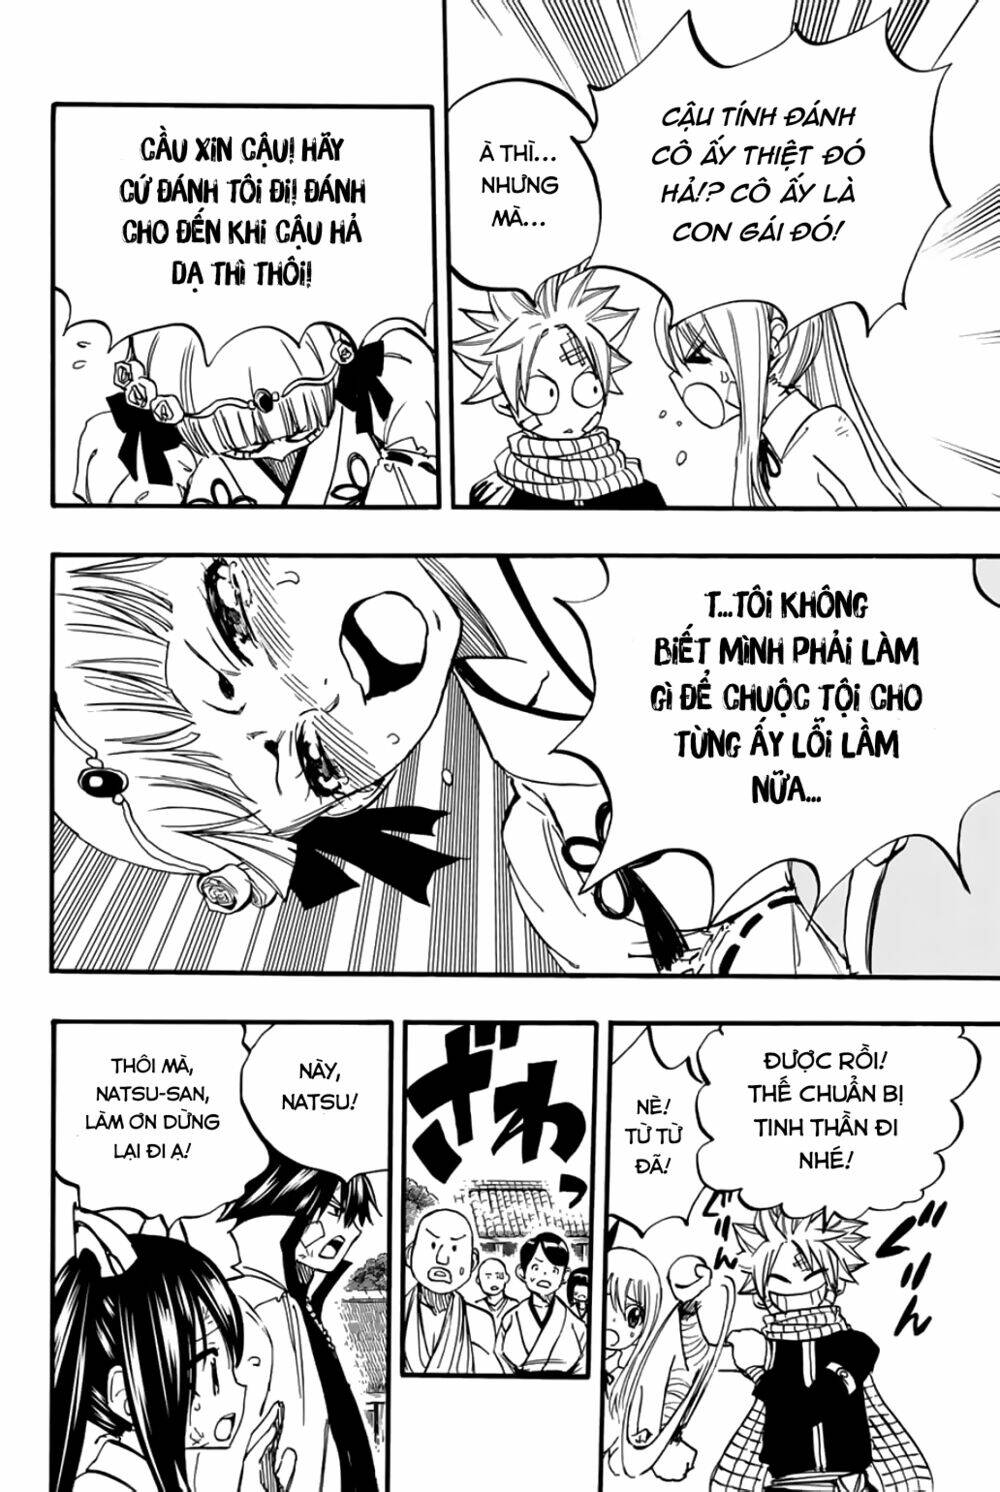 CẬU TÍNH ĐÁNH
CÔ ẤY THIỆT ĐÓ
HẢ!? CÔ ẤY LÀ
CON GÁI ĐÓ!
À THÌ...
NHƯNG
MÀ...
CẦU XIN CẬU! HÃY
CỨ ĐÁNH TÔI ĐI! ĐÁNH
CHO ĐẾN KHI CẬU HẢ
DẠ THÌ THÔI!
T...TÔI KHÔNG
BIẾT MÌNH PHẢI LÀM
GÌ ĐỂ CHUỘC TỘI CHO
TỪNG ẤY LỖI LẦM
NỮA...
ĐƯỢC RỒI!
THẾ CHUẨN BỊ
TINH THẦN ĐI
NHÉ!
NÈ!
TỪ TỪ
ĐÃ!
ぐるん
ぐるん
ざわっ
NÀY,
NATSU!
THÔI MÀ,
NATSU-SAN,
LÀM ƠN DỪNG
LẠI ĐI Ạ!